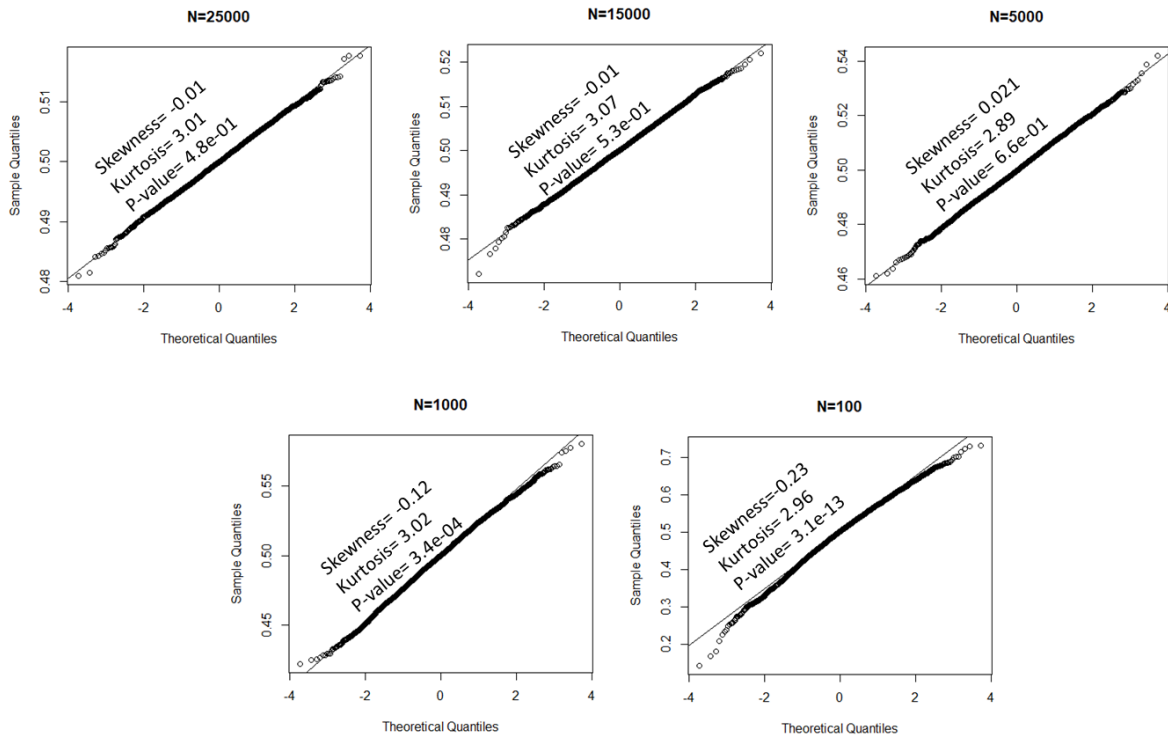 N=25000
Sample Quantiles
0.51
0.50
0.49
0.48
Skewness= -0.01
Kurtosis= 3.01
P-value= 4.8e-01
-4 -2 0 2 4
Theoretical Quantiles
N=15000
Sample Quantiles
0.52
0.51
0.50
0.49
0.48
Skewness= -0.01
Kurtosis= 3.07
P-value= 5.3e-01
-4 -2 0 2 4
Theoretical Quantiles
N=5000
Sample Quantiles
0.54
0.52
0.50
0.48
0.46
Skewness= 0.021
Kurtosis= 2.89
P-value= 6.6e-01
-4 -2 0 2 4
Theoretical Quantiles
N=1000
Sample Quantiles
0.55
0.50
0.45
Skewness= -0.12
Kurtosis= 3.02
P-value= 3.4e-04
-4 -2 0 2 4
Theoretical Quantiles
N=100
Sample Quantiles
0.7
0.6
0.5
0.4
0.3
0.2
Skewness=-0.23
Kurtosis= 2.96
P-value= 3.1e-13
-4 -2 0 2 4
Theoretical Quantiles